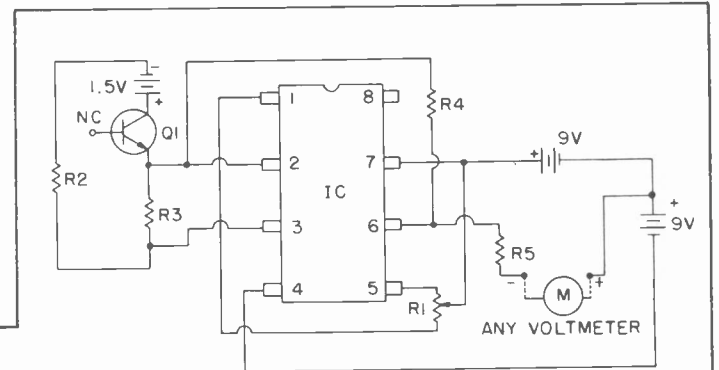 1.5V
-
+
NC
Q1
R2
R3
1
2
3
4
IC
8
7
6
5
R4
R1
R5
+
9V
+
9V
-
M
+
ANY VOLTMETER